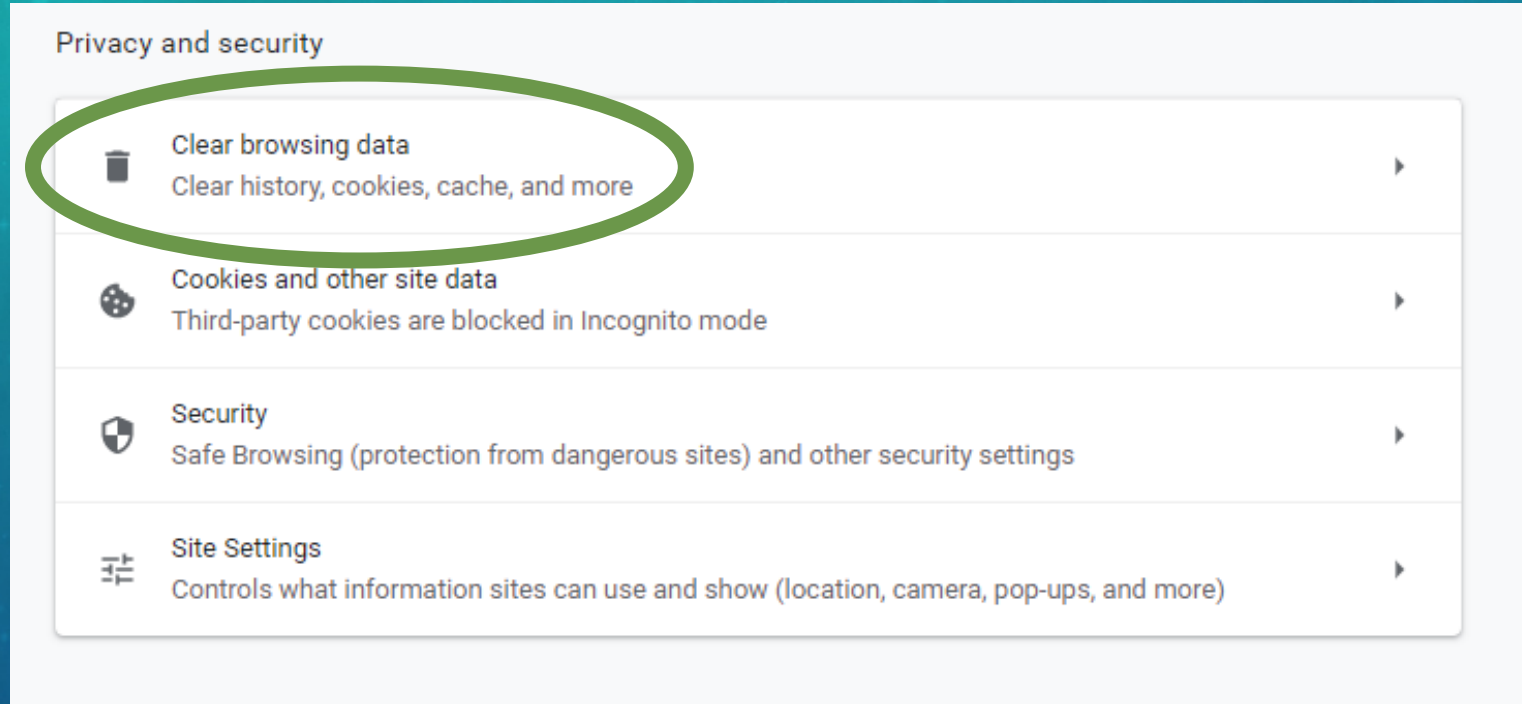 Privacy and security
Clear browsing data
Clear history, cookies, cache, and more
Cookies and other site data
Third-party cookies are blocked in Incognito mode
Security
Safe Browsing (protection from dangerous sites) and other security settings
Site Settings
Controls what information sites can use and show (location, camera, pop-ups, and more)